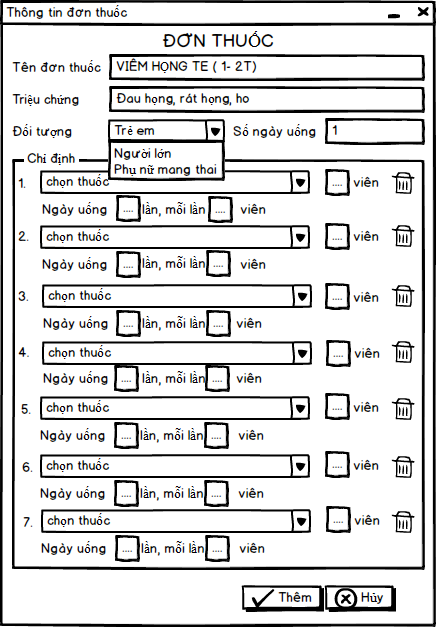 Thông tin đơn thuốc
ĐƠN THUỐC
Tên đơn thuốc VIÊM HỌNG TE ( 1- 2T)
Triệu chứng Đau họng, rát họng, ho
Đối tượng Trẻ em Số ngày uống 1
Người lớn
Phụ nữ mang thai
Chỉ định
1. chọn thuốc .... viên
Ngày uống .... lần, mỗi lần .... viên
2. chọn thuốc .... viên
Ngày uống .... lần, mỗi lần .... viên
3. chọn thuốc .... viên
Ngày uống .... lần, mỗi lần .... viên
4. chọn thuốc .... viên
Ngày uống .... lần, mỗi lần .... viên
5. chọn thuốc .... viên
Ngày uống .... lần, mỗi lần .... viên
6. chọn thuốc .... viên
Ngày uống .... lần, mỗi lần .... viên
7. chọn thuốc .... viên
Ngày uống .... lần, mỗi lần .... viên
Thêm Hủy